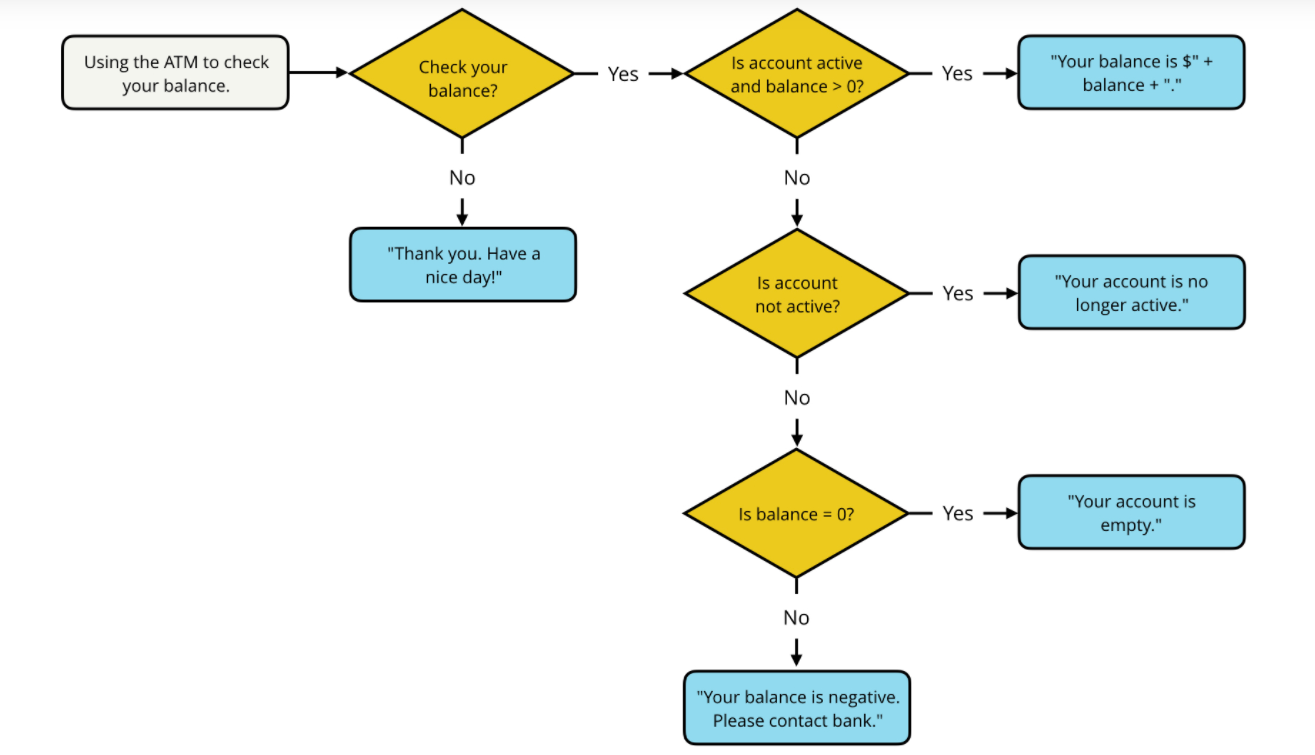 Using the ATM to check
your balance.
Check your
balance?
Yes
Is account active
and balance > 0?
Yes
"Your balance is $" +
balance + "."
No
No
"Thank you. Have a
nice day!"
Is account
not active?
Yes
"Your account is no
longer active."
No
Is balance = 0?
Yes
"Your account is
empty."
No
"Your balance is negative.
Please contact bank."